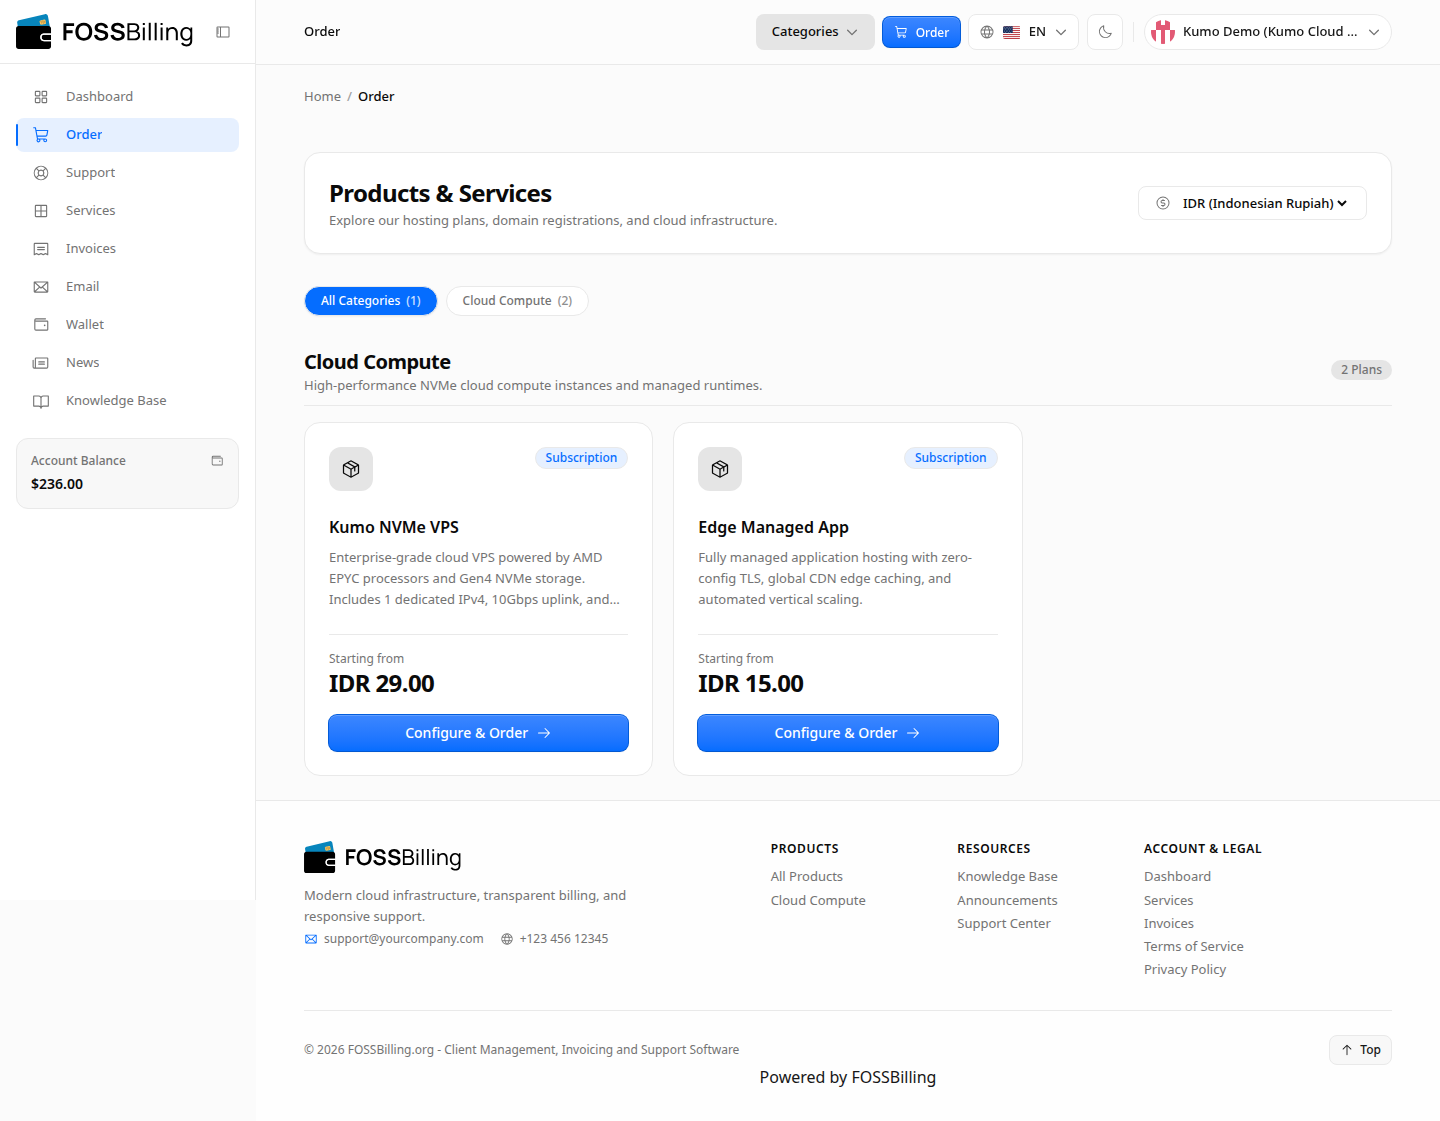 FOSSBilling
Order
Categories
Order
EN
Kumo Demo (Kumo Cloud ...
Dashboard
Order
Support
Services
Invoices
Email
Wallet
News
Knowledge Base
Account Balance
$236.00
Home / Order
Products & Services
Explore our hosting plans, domain registrations, and cloud infrastructure.
IDR (Indonesian Rupiah)
All Categories (1)
Cloud Compute (2)
Cloud Compute
High-performance NVMe cloud compute instances and managed runtimes.
2 Plans
Subscription
Kumo NVMe VPS
Enterprise-grade cloud VPS powered by AMD
EPYC processors and Gen4 NVMe storage.
Includes 1 dedicated IPv4, 10Gbps uplink, and...
Starting from
IDR 29.00
Configure & Order
Subscription
Edge Managed App
Fully managed application hosting with zero-
config TLS, global CDN edge caching, and
automated vertical scaling.
Starting from
IDR 15.00
Configure & Order
FOSSBilling
Modern cloud infrastructure, transparent billing, and
responsive support.
support@yourcompany.com
+123 456 12345
PRODUCTS
All Products
Cloud Compute
RESOURCES
Knowledge Base
Announcements
Support Center
ACCOUNT & LEGAL
Dashboard
Services
Invoices
Terms of Service
Privacy Policy
© 2026 FOSSBilling.org - Client Management, Invoicing and Support Software
Top
Powered by FOSSBilling